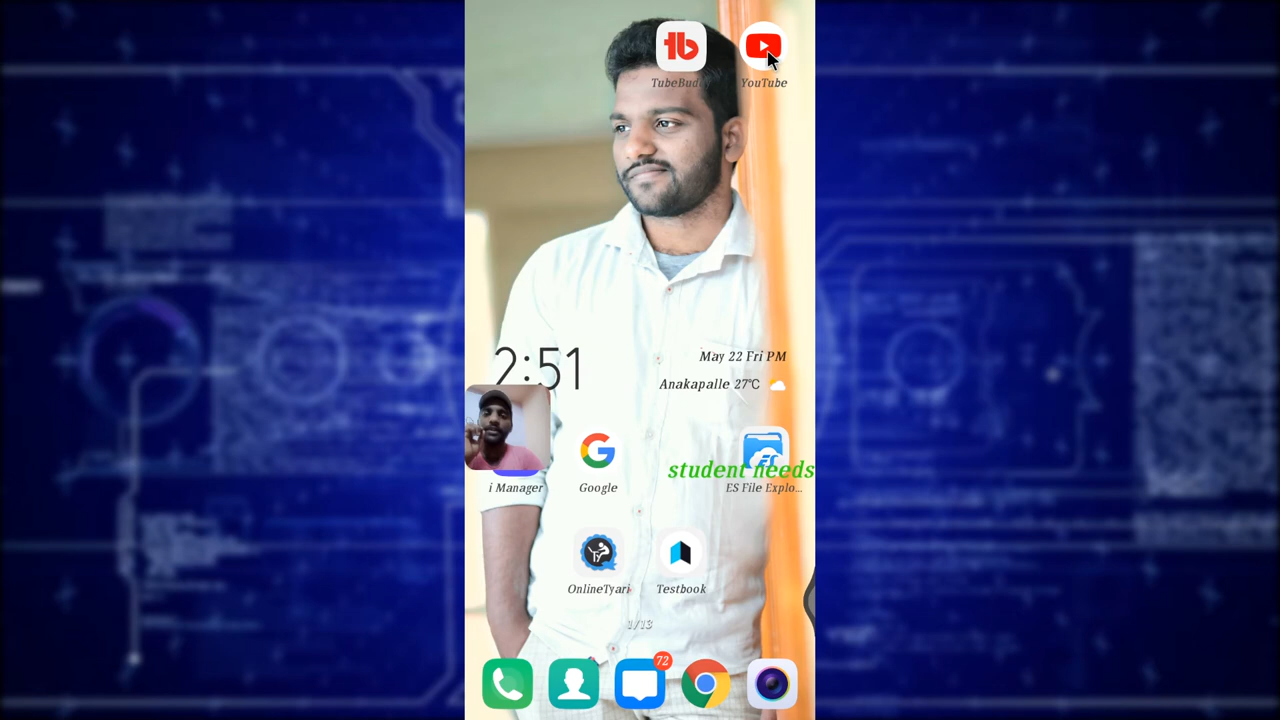 TubeBuddy YouTube
2:51
May 22 Fri PM
Anakapalle 27°C
student needs
i Manager Google ES File Explo...
OnlineTyari Testbook
1/13
72